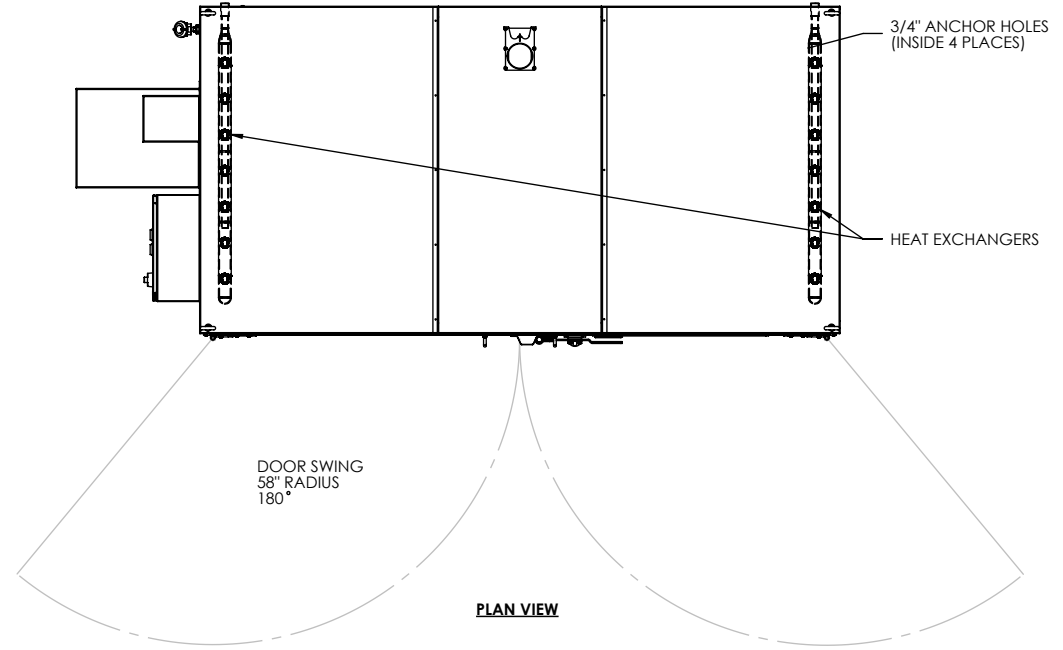 3/4" ANCHOR HOLES
(INSIDE 4 PLACES)
HEAT EXCHANGERS
DOOR SWING
58" RADIUS
180°
PLAN VIEW